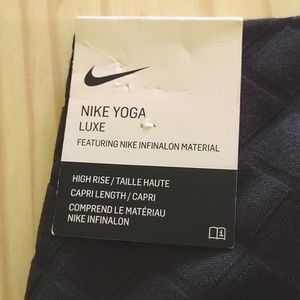 NIKE YOGA
LUXE
FEATURING NIKE INFINALON MATERIAL
HIGH RISE / TAILLE HAUTE
CAPRI LENGTH / CAPRI
COMPREND LE MATÉRIAU
NIKE INFINALON